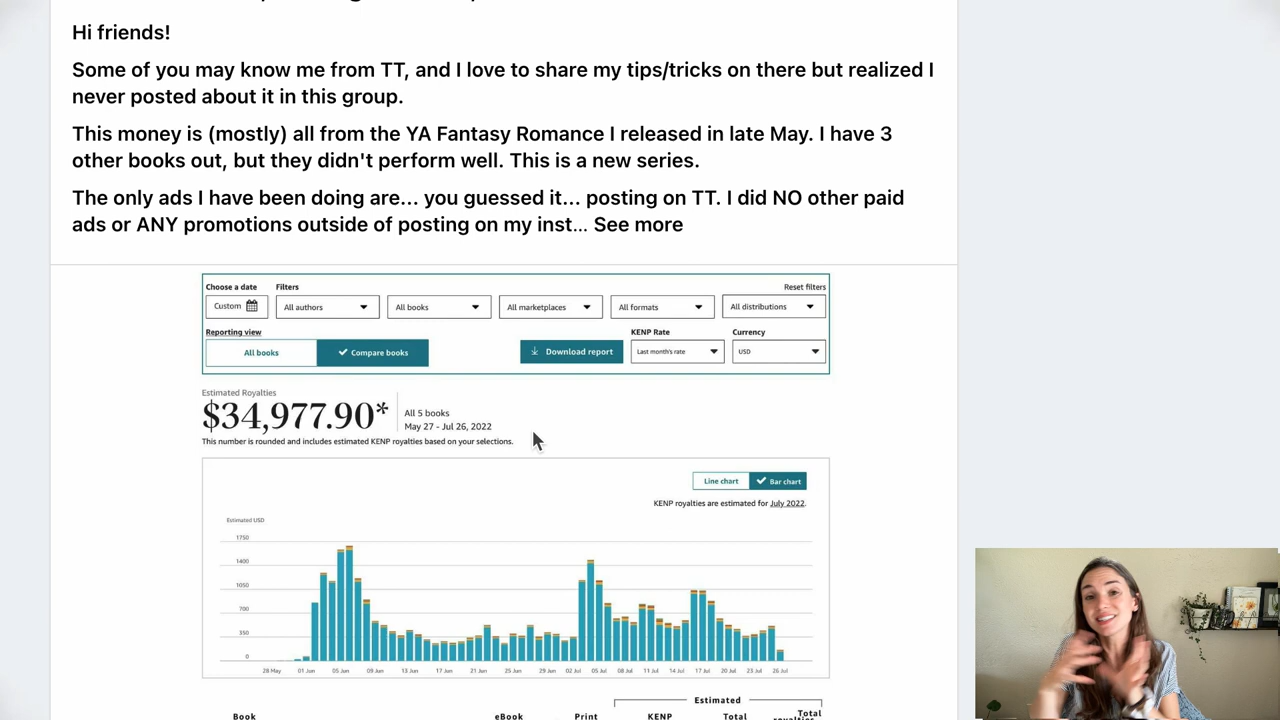 Hi friends!
Some of you may know me from TT, and I love to share my tips/tricks on there but realized I
never posted about it in this group.
This money is (mostly) all from the YA Fantasy Romance I released in late May. I have 3
other books out, but they didn't perform well. This is a new series.
The only ads I have been doing are... you guessed it... posting on TT. I did NO other paid
ads or ANY promotions outside of posting on my inst... See more
Choose a date Filters Reset filters
Custom All authors All books All marketplaces All formats All distributions
Reporting view KENP Rate Currency
All books Compare books Download report Last month's rate USD
Estimated Royalties
$34,977.90*
All 5 books
May 27 - Jul 26, 2022
This number is rounded and includes estimated KENP royalties based on your selections.
Line chart Bar chart
KENP royalties are estimated for July 2022.
Estimated USD
1750
1400
1050
700
350
0
28 May 01 Jun 05 Jun 09 Jun 13 Jun 17 Jun 21 Jun 25 Jun 29 Jun 02 Jul 05 Jul 08 Jul 11 Jul 14 Jul 17 Jul 20 Jul 23 Jul 26 Jul
Estimated
Book eBook Print KENP Total Total